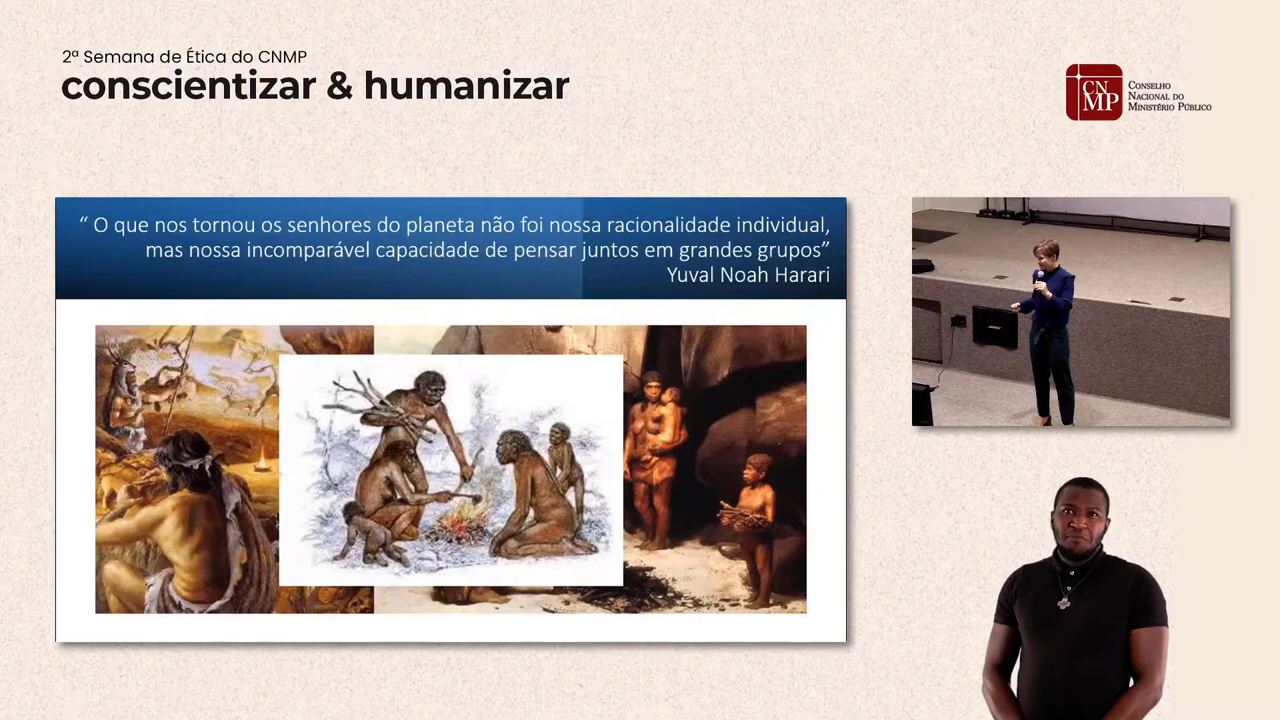 2ª Semana de Ética do CNMP
conscientizar & humanizar
CN
MP
CONSELHO
NACIONAL DO
MINISTÉRIO PÚBLICO
“ O que nos tornou os senhores do planeta não foi nossa racionalidade individual,
mas nossa incomparável capacidade de pensar juntos em grandes grupos”
Yuval Noah Harari